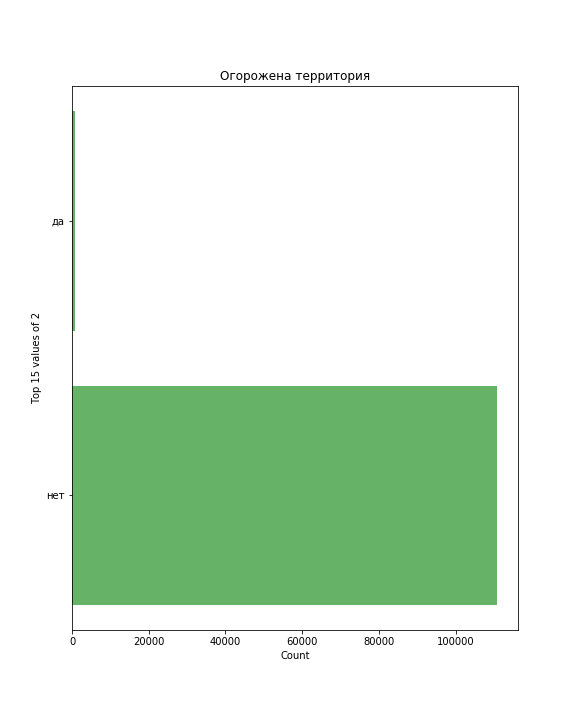 Огорожена территория
Top 15 values of 2
да
нет
0 20000 40000 60000 80000 100000
Count